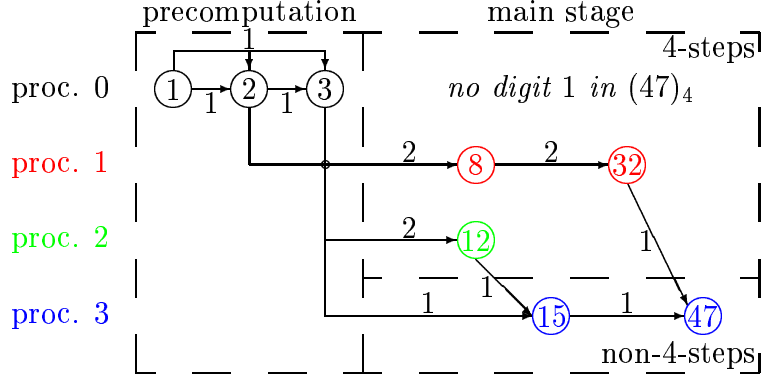 precomputation main stage
1 4-steps
proc. 0 1 2 3 no digit 1 in (47)₄
1 1
2 2
proc. 1 8 32
2
proc. 2 12 1
1
1 1
proc. 3 15 47
non-4-steps